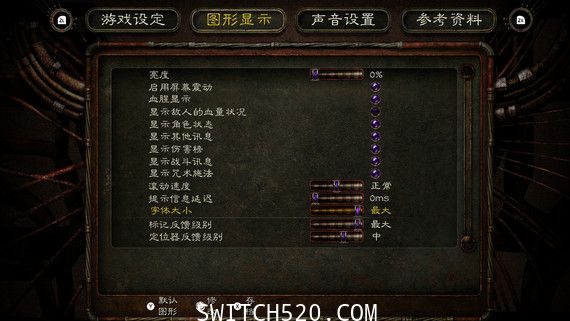 ZL 游戏设定 图形显示 声音设置 参考资料 ZR
亮度 0%
启用屏幕震动
血腥显示
显示敌人的血量状况
显示角色状态
显示其他讯息
显示伤害榜
显示战斗讯息
显示咒术施法
滚动速度 正常
提示信息延迟 0ms
字体大小 最大
标记反馈级别 最大
定位器反馈级别 中
Y 默认图形
SWITCH520.COM